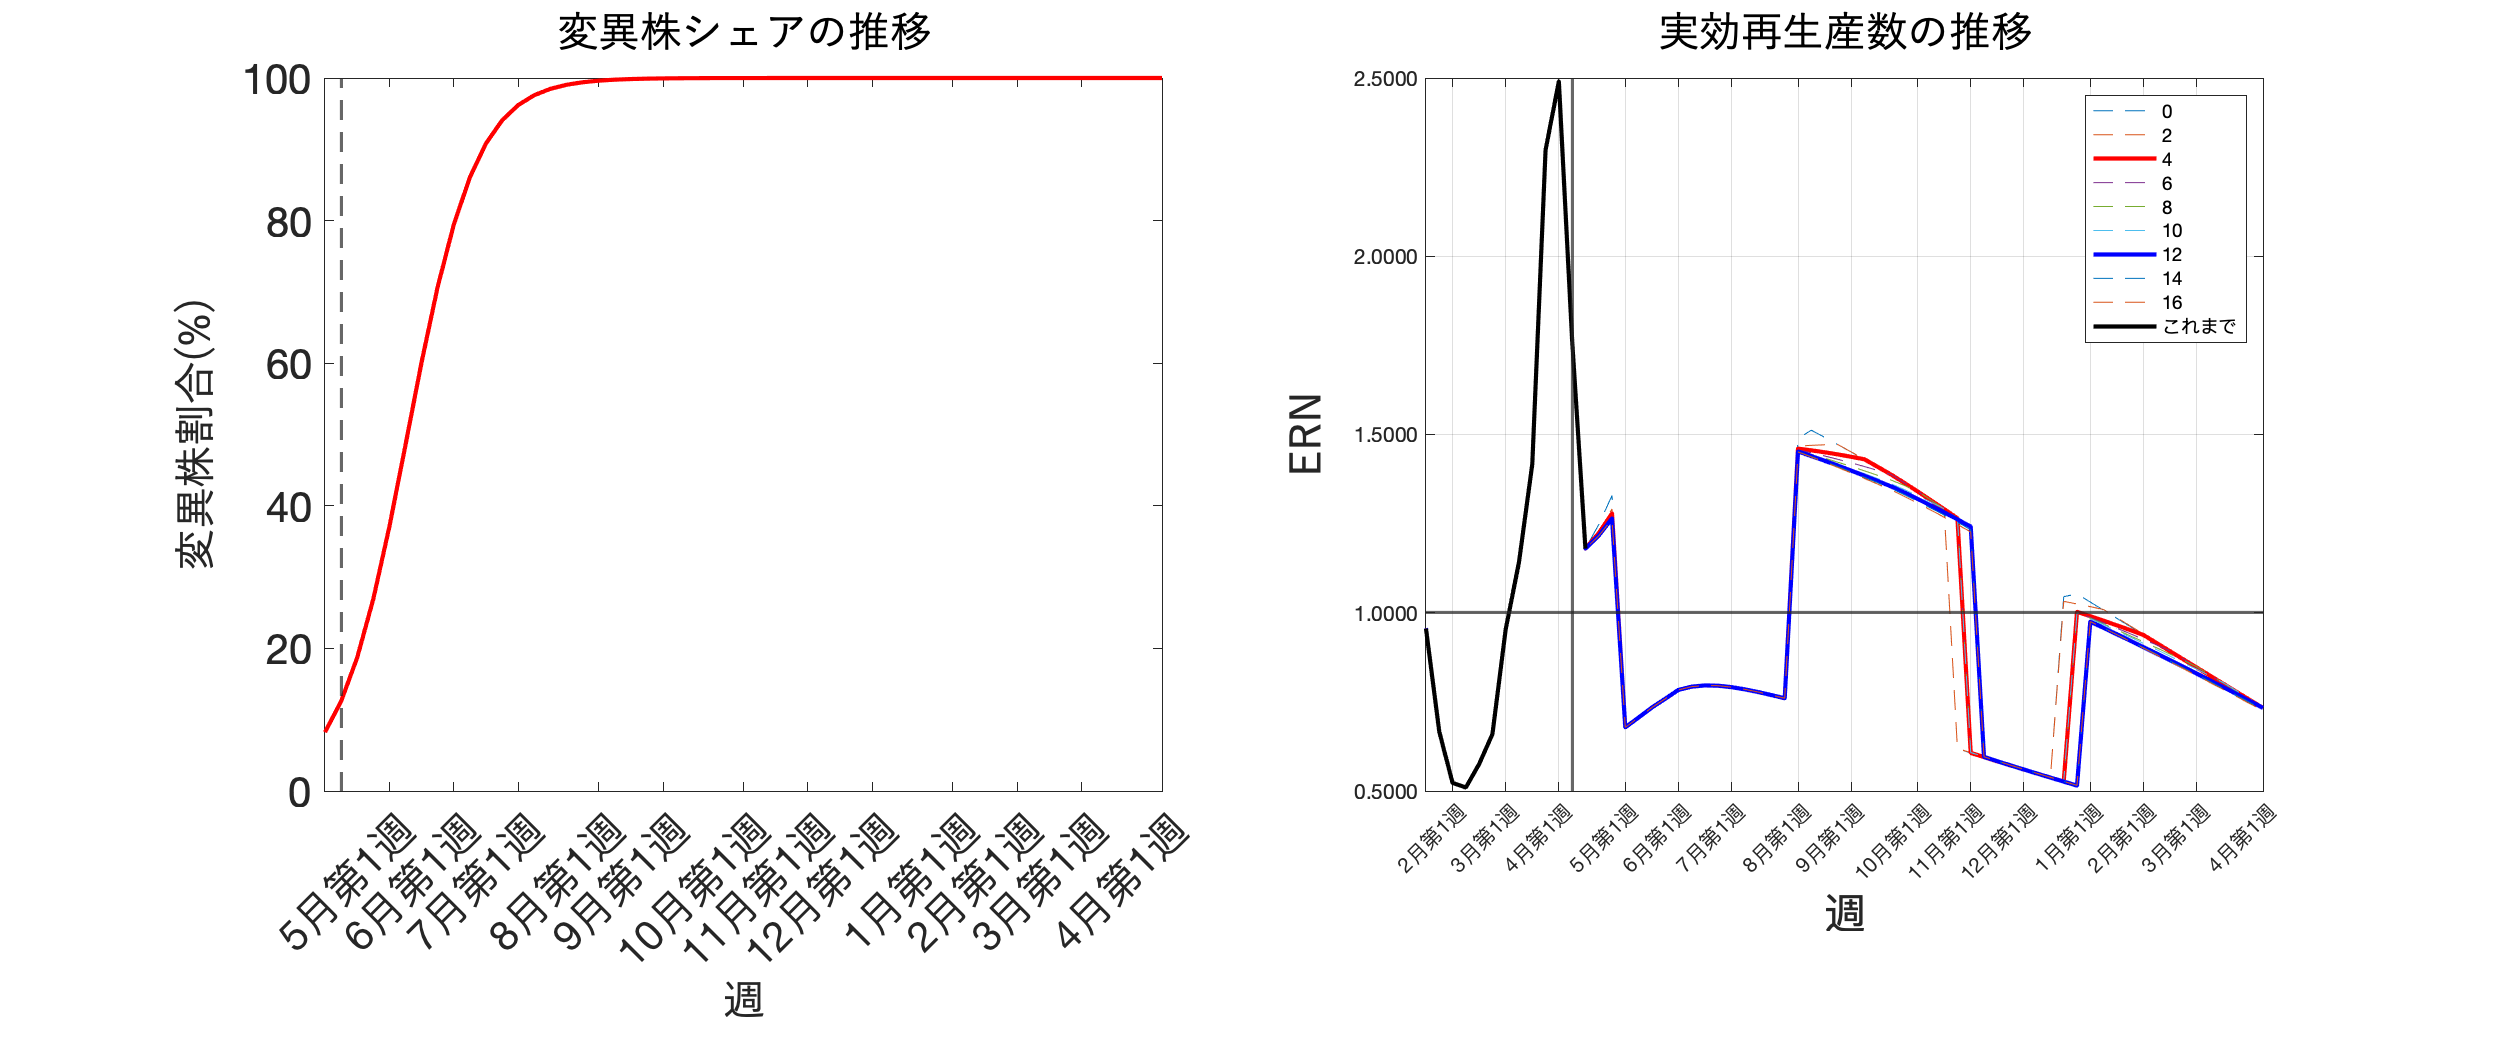 変異株シェアの推移
変異株割合(%)
100
80
60
40
20
0
5月第1週
6月第1週
7月第1週
8月第1週
9月第1週
10月第1週
11月第1週
12月第1週
1月第1週
2月第1週
3月第1週
4月第1週
週
実効再生産数の推移
ERN
2.5000
2.0000
1.5000
1.0000
0.5000
0
2
4
6
8
10
12
14
16
これまで
2月第1週
3月第1週
4月第1週
5月第1週
6月第1週
7月第1週
8月第1週
9月第1週
10月第1週
11月第1週
12月第1週
1月第1週
2月第1週
3月第1週
4月第1週
週